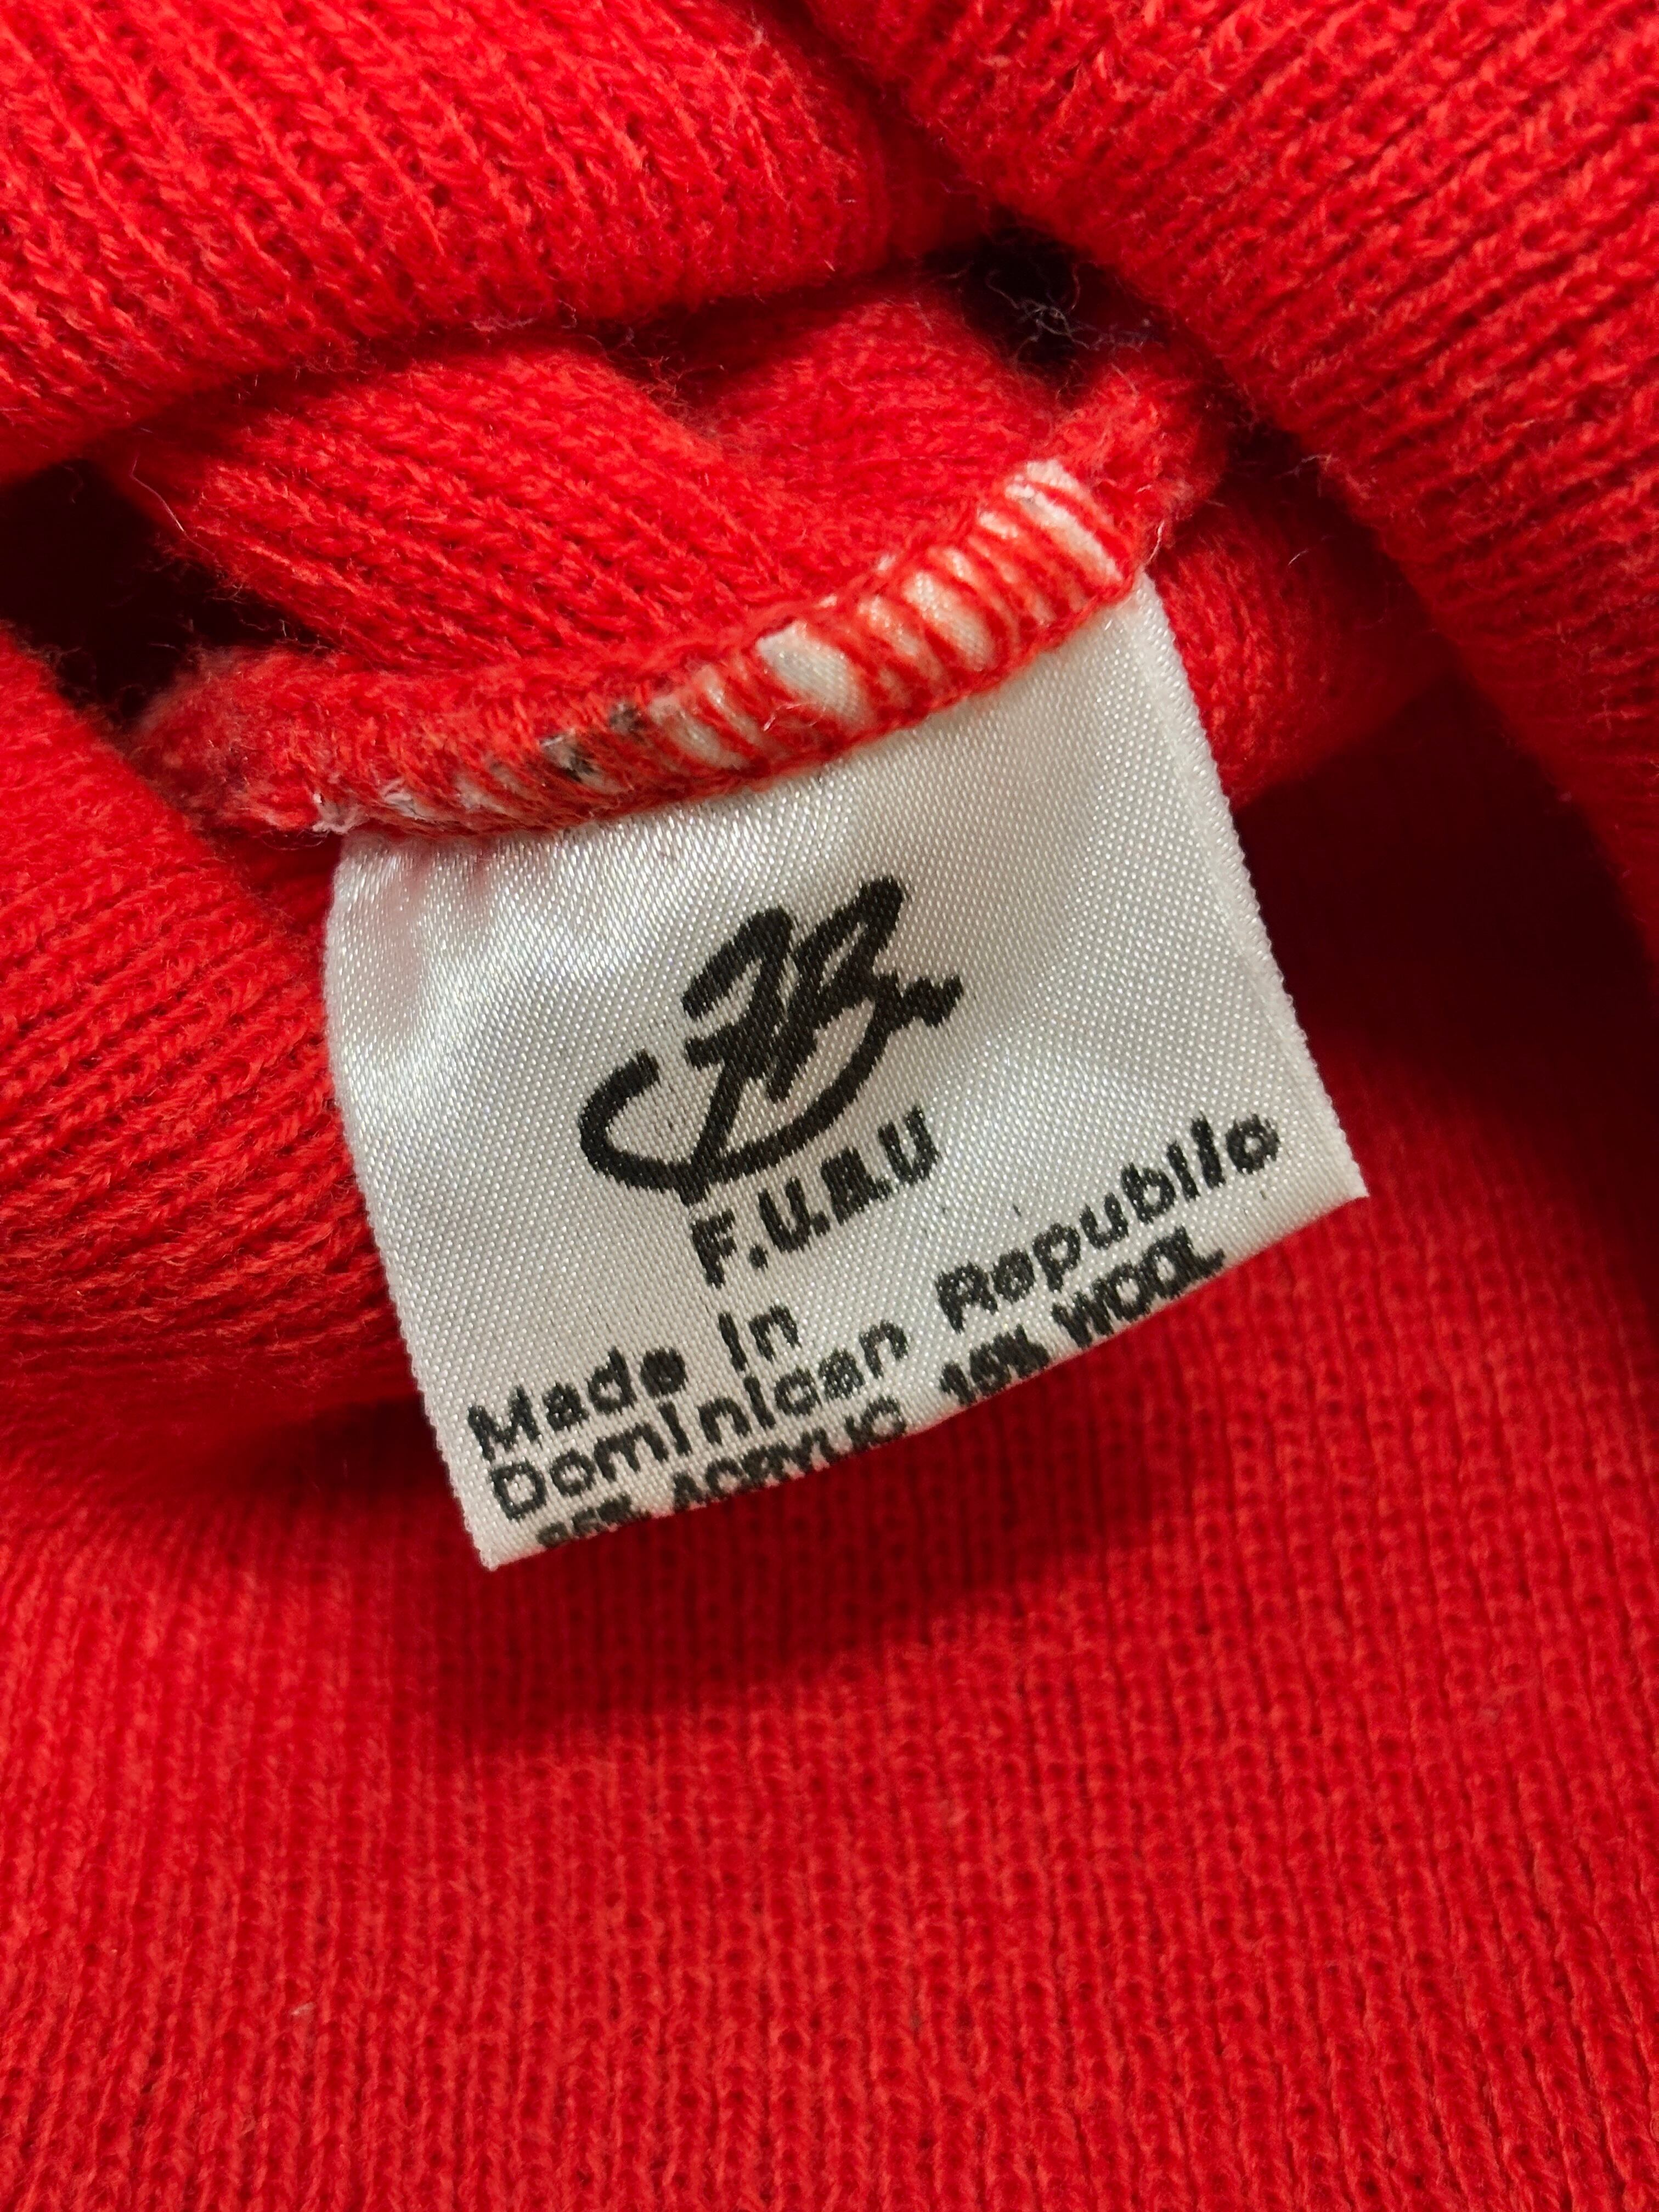 F.U.B.U
Made In
Dominican Republic
85% ACRYLIC 15% WOOL